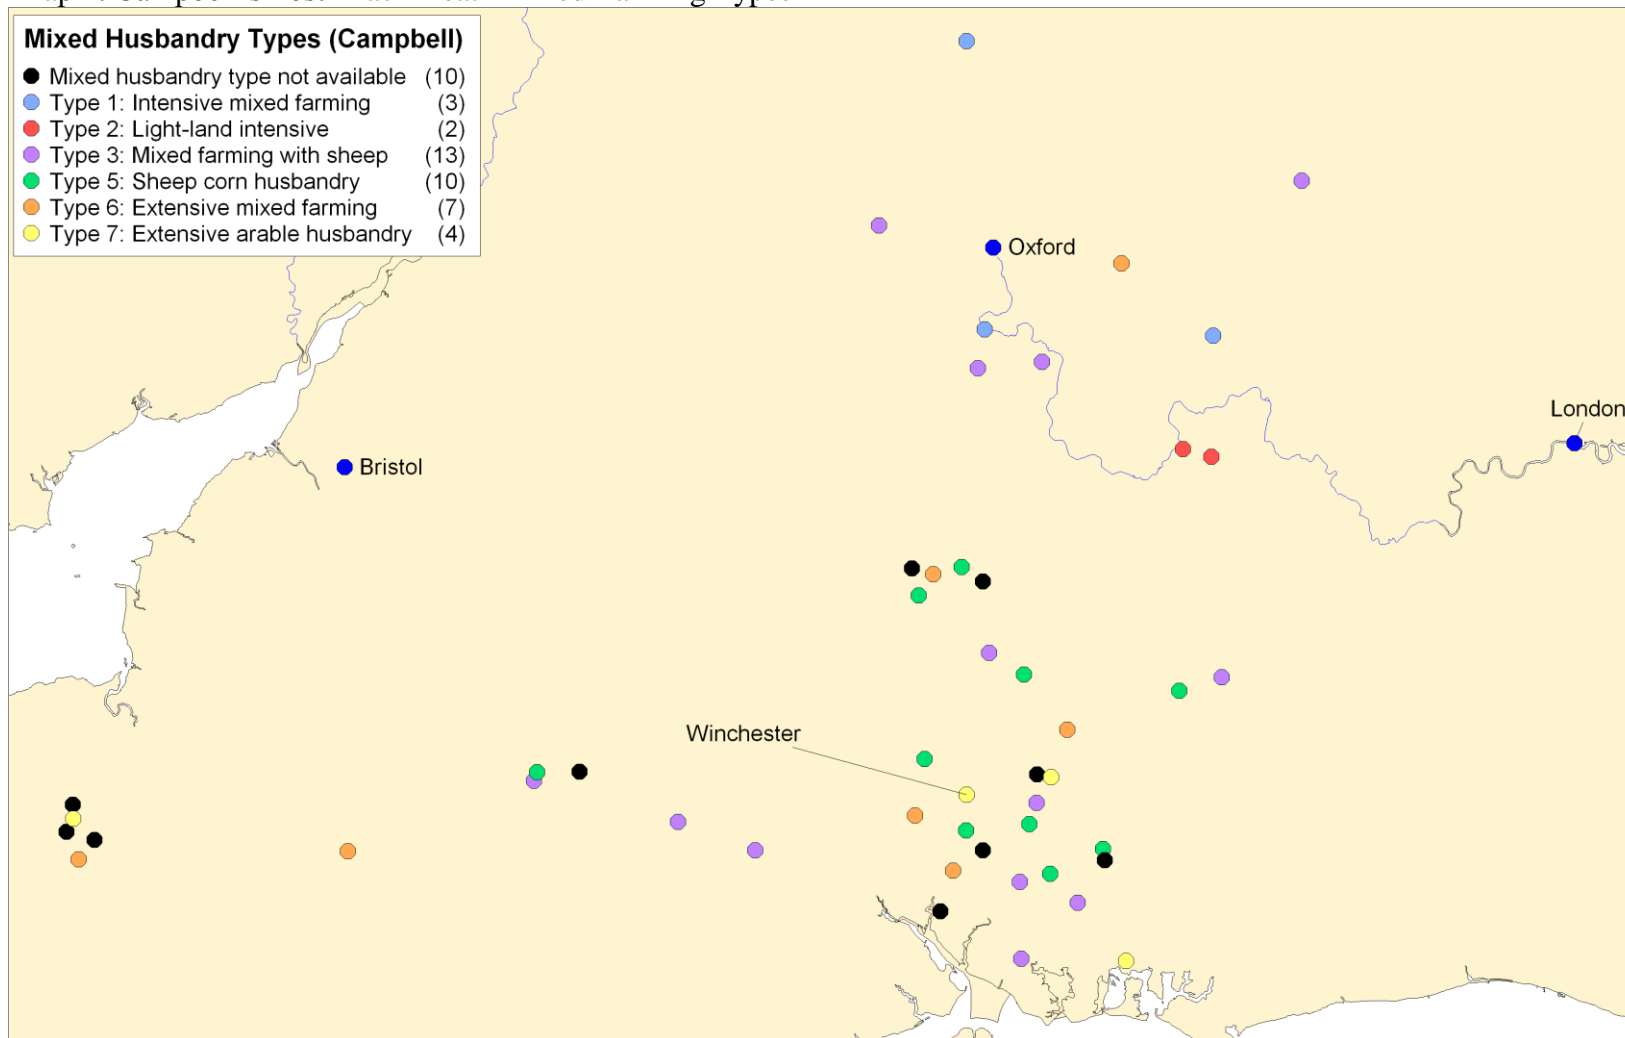 Mixed Husbandry Types (Campbell)
Mixed husbandry type not available (10)
Type 1: Intensive mixed farming (3)
Type 2: Light-land intensive (2)
Type 3: Mixed farming with sheep (13)
Type 5: Sheep corn husbandry (10)
Type 6: Extensive mixed farming (7)
Type 7: Extensive arable husbandry (4)
Oxford
London
Bristol
Winchester